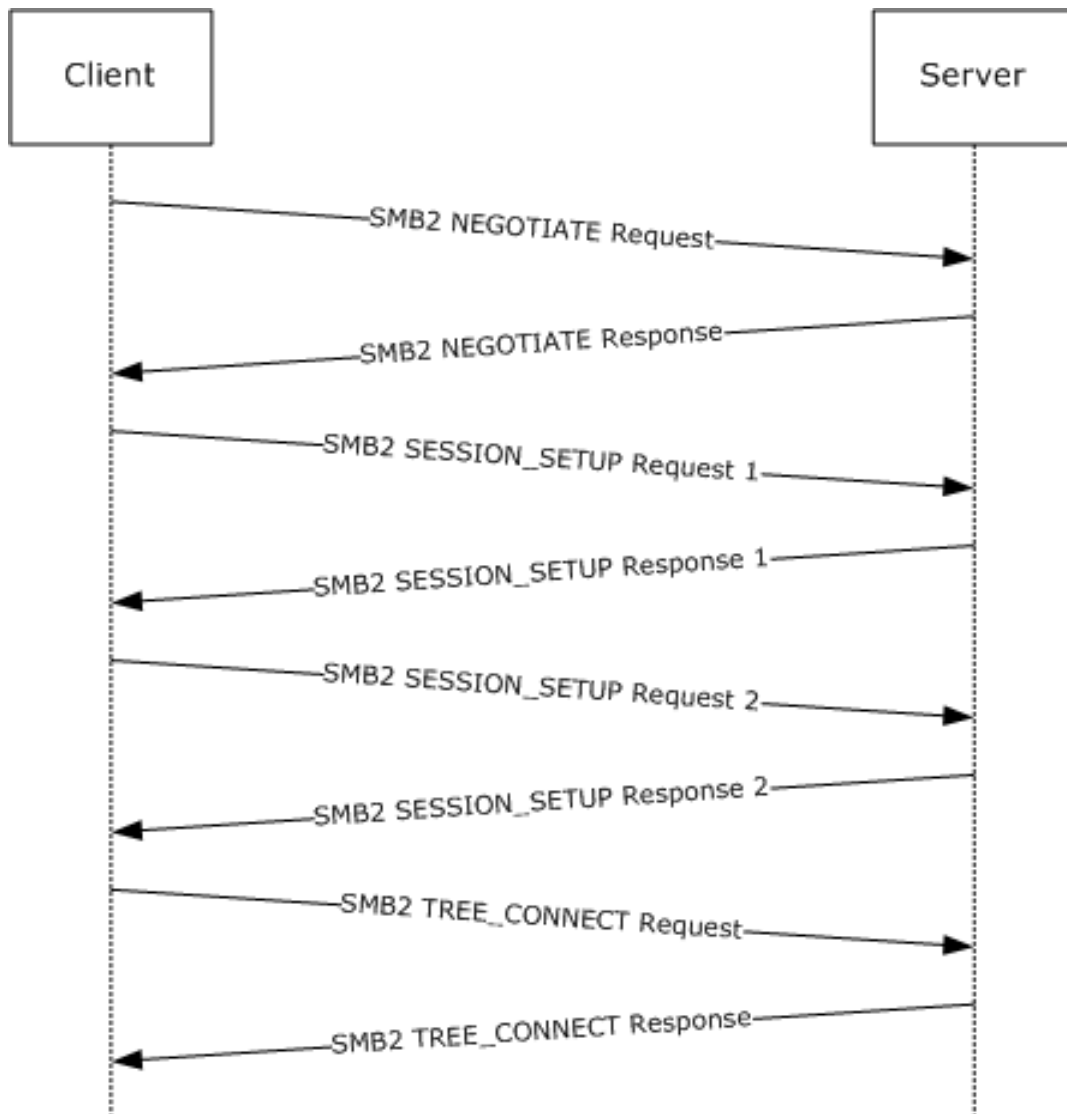 Client
Server
SMB2 NEGOTIATE Request
SMB2 NEGOTIATE Response
SMB2 SESSION_SETUP Request 1
SMB2 SESSION_SETUP Response 1
SMB2 SESSION_SETUP Request 2
SMB2 SESSION_SETUP Response 2
SMB2 TREE_CONNECT Request
SMB2 TREE_CONNECT Response